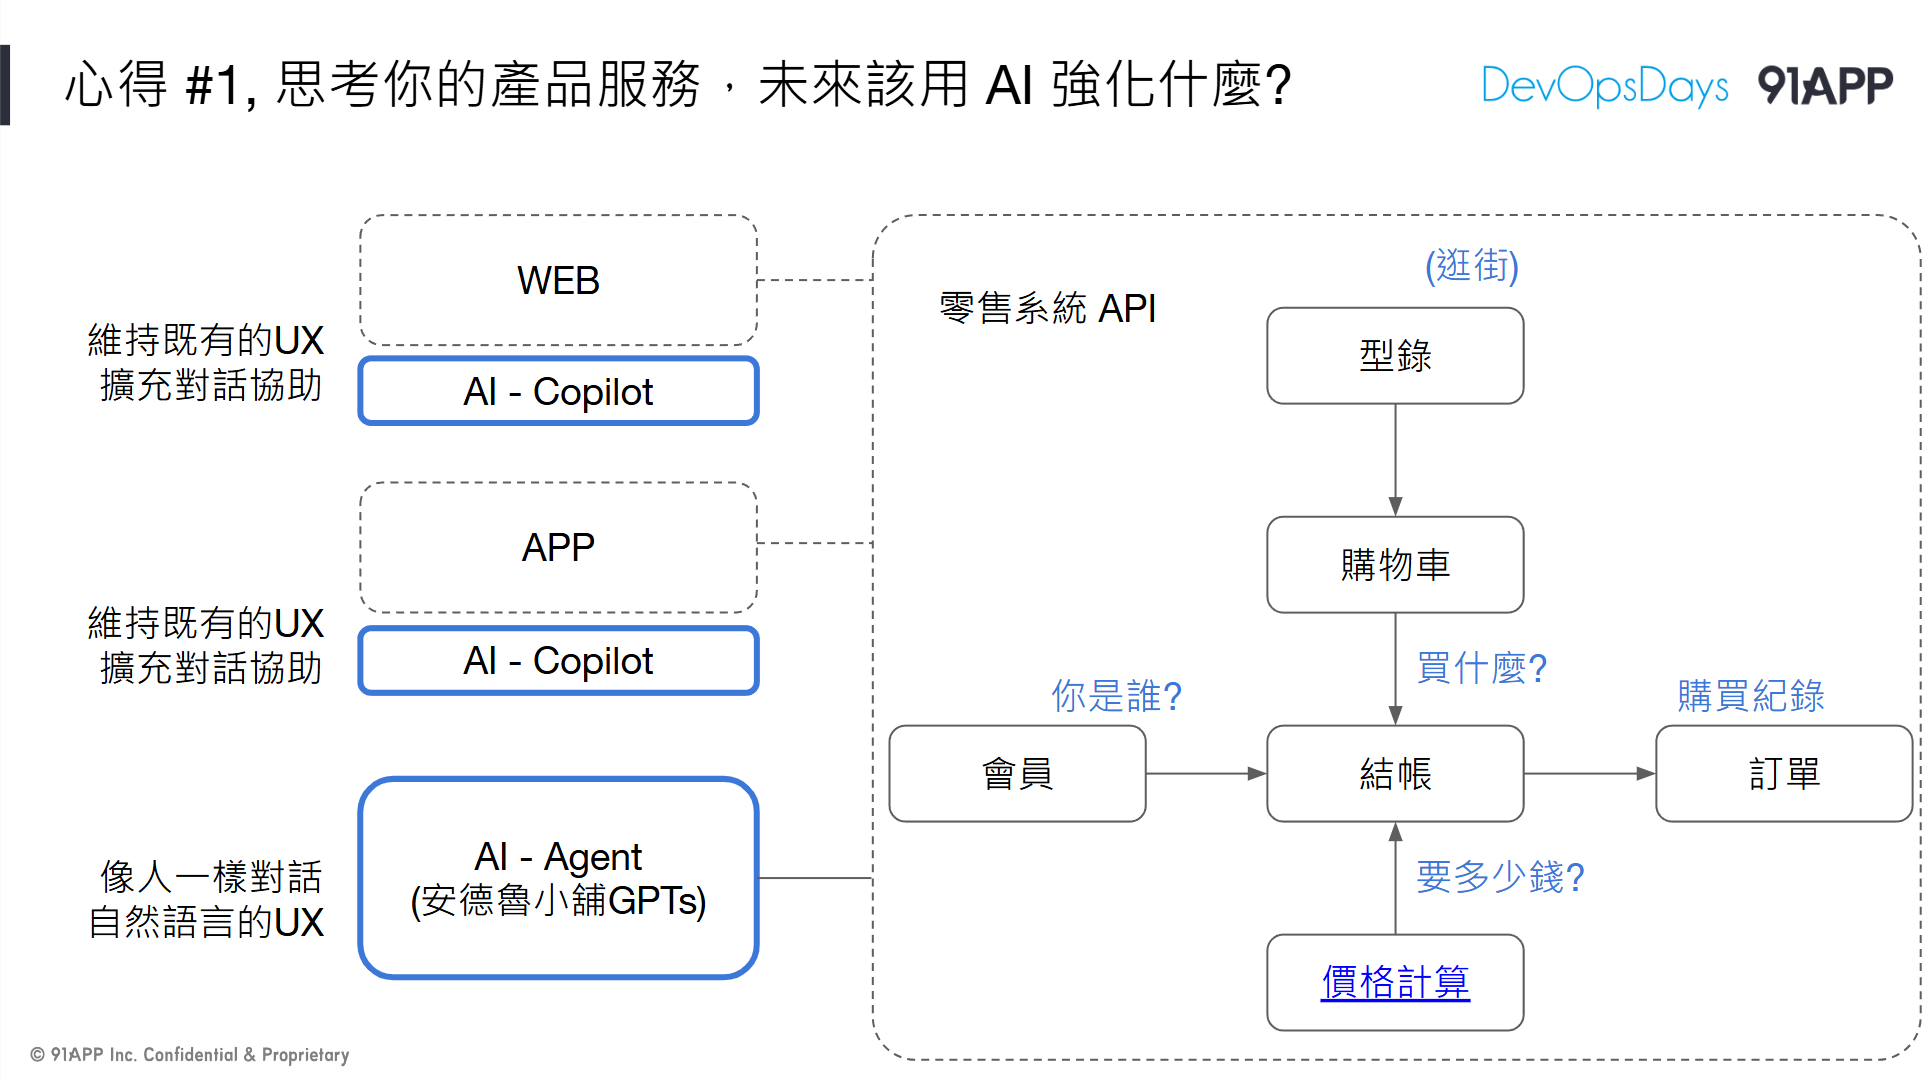 心得 #1, 思考你的產品服務，未來該用 AI 強化什麼?
DevOpsDays 91APP
維持既有的UX
擴充對話協助
WEB
AI - Copilot
維持既有的UX
擴充對話協助
APP
AI - Copilot
像人一樣對話
自然語言的UX
AI - Agent
(安德魯小舖GPTs)
零售系統 API
(逛街)
型錄
購物車
買什麼?
你是誰?
會員
結帳
購買紀錄
訂單
要多少錢?
價格計算
© 91APP Inc. Confidential & Proprietary